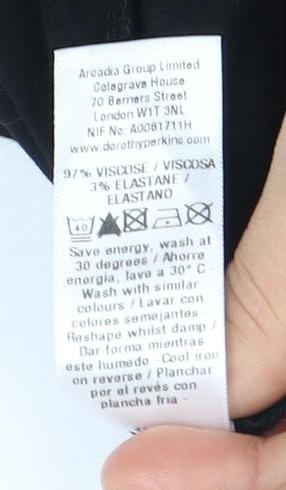 Arcadia Group Limited
Colegrave House
70 Berners Street
London W1T 3NL
NIF No: A0081711H
www.dorothyperkins.com
97% VISCOSE / VISCOSA
3% ELASTANE /
ELASTANO
40
Save energy, wash at
30 degrees / Ahorre
energia, lave a 30° C
Wash with similar
colours / Lavar con
colores semejantes -
Reshape whilst damp /
Dar forma mientras
este humedo - Cool iron
on reverse / Planchar
por el revés con
plancha fria -